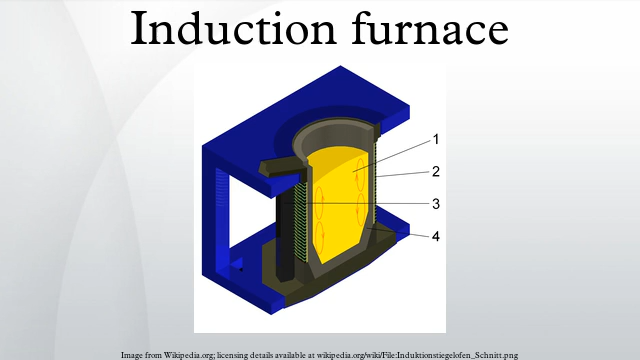 Induction furnace
1
2
3
4
Image from Wikipedia.org; licensing details available at wikipedia.org/wiki/File:Induktionstiegelofen_Schnitt.png